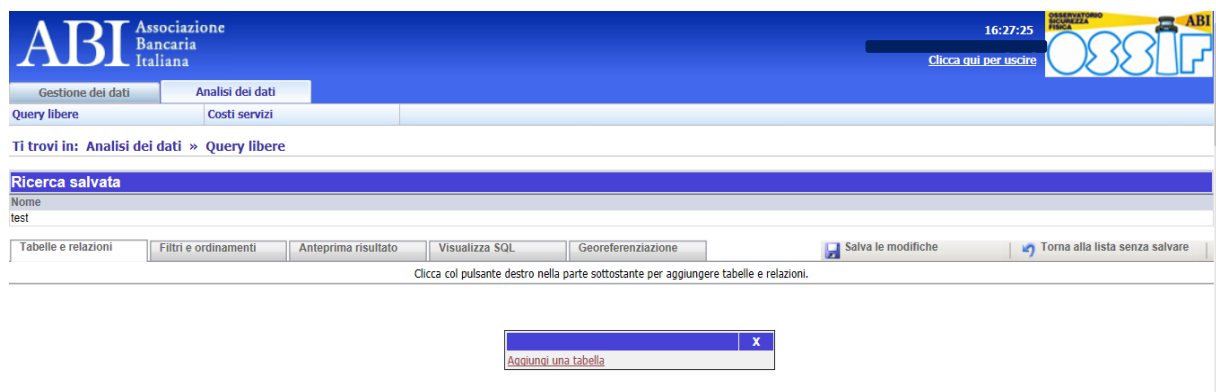 ABI Associazione Bancaria Italiana
16:27:25
Clicca qui per uscire
OSSERVATORIO SICUREZZA FISICA
ABI
OSSIF
Gestione dei dati Analisi dei dati
Query libere Costi servizi
Ti trovi in: Analisi dei dati » Query libere
Ricerca salvata
Nome
test
Tabelle e relazioni Filtri e ordinamenti Anteprima risultato Visualizza SQL Georeferenziazione Salva le modifiche Torna alla lista senza salvare
Clicca col pulsante destro nella parte sottostante per aggiungere tabelle e relazioni.
X
Aggiungi una tabella